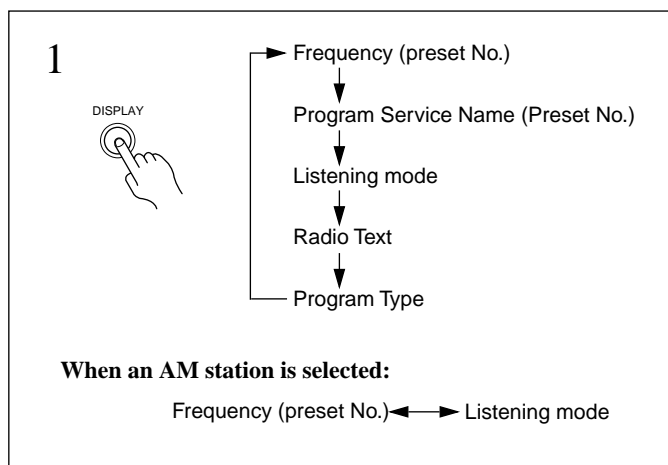 1
DISPLAY
Frequency (preset No.)
Program Service Name (Preset No.)
Listening mode
Radio Text
Program Type
When an AM station is selected:
Frequency (preset No.) Listening mode